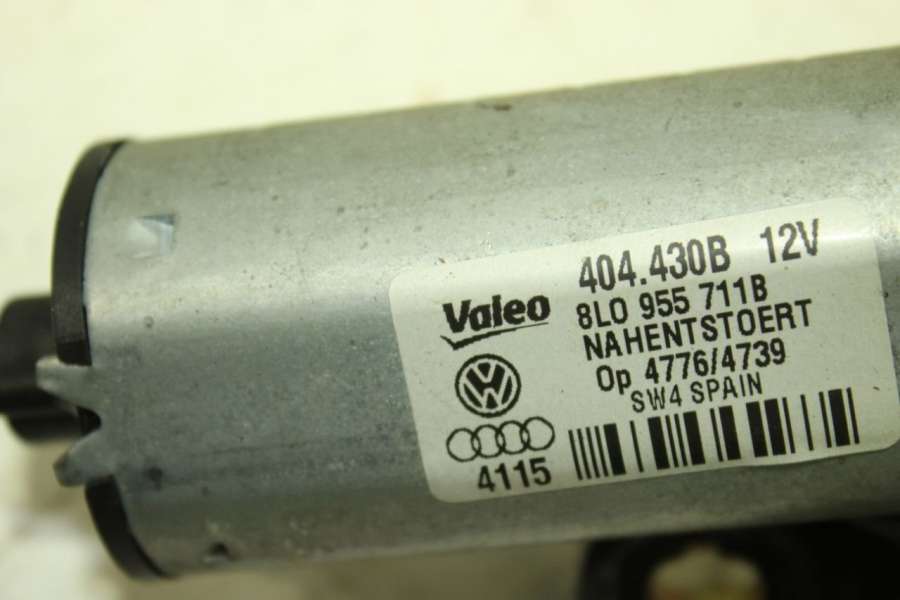 404.430B 12V
Valeo
8L0 955 711B
NAHENTSTOERT
Op 4776/4739
SW4 SPAIN
4115